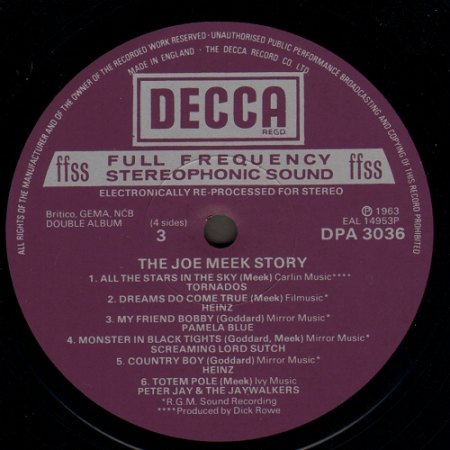 ALL RIGHTS OF THE MANUFACTURER AND OF THE OWNER OF THE RECORDED WORK RESERVED·UNAUTHORISED PUBLIC PERFORMANCE BROADCASTING AND COPYING OF THIS RECORD PROHIBITED
MADE IN ENGLAND · THE DECCA RECORD CO. LTD.
DECCA
REGD.
ffss FULL FREQUENCY STEREOPHONIC SOUND ffss
ELECTRONICALLY RE-PROCESSED FOR STEREO
Britico, GEMA, NCB (4 sides) ℗ 1963
DOUBLE ALBUM 3 EAL 14953P
DPA 3036
THE JOE MEEK STORY
1. ALL THE STARS IN THE SKY (Meek) Carlin Music****
TORNADOS
2. DREAMS DO COME TRUE (Meek) Filmusic*
HEINZ
3. MY FRIEND BOBBY (Goddard) Mirror Music*
PAMELA BLUE
4. MONSTER IN BLACK TIGHTS (Goddard, Meek) Mirror Music*
SCREAMING LORD SUTCH
5. COUNTRY BOY (Goddard) Mirror Music*
HEINZ
6. TOTEM POLE (Meek) Ivy Music
PETER JAY & THE JAYWALKERS
*R.G.M. Sound Recording
****Produced by Dick Rowe